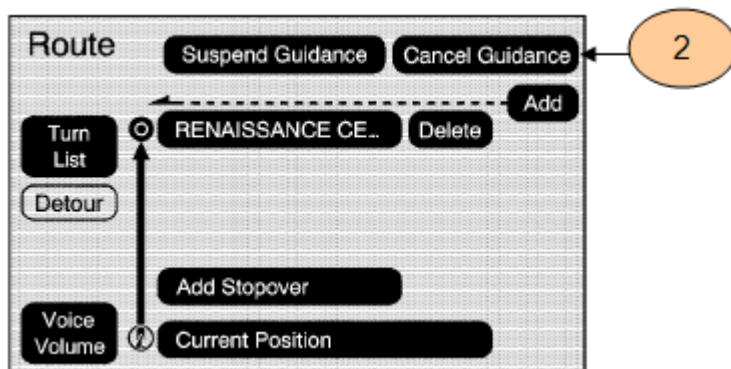 Route
Suspend Guidance
Cancel Guidance
2
Add
Turn
List
RENAISSANCE CE...
Delete
Detour
Add Stopover
Voice
Volume
Current Position